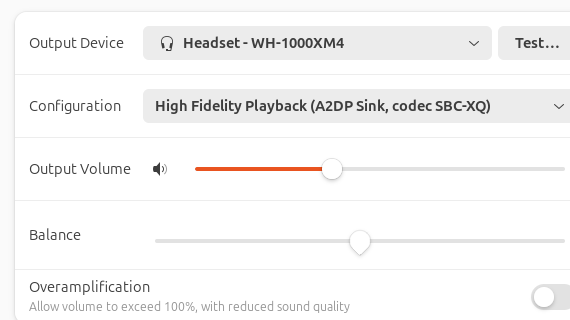 Output Device
Headset - WH-1000XM4
Test...
Configuration
High Fidelity Playback (A2DP Sink, codec SBC-XQ)
Output Volume
Balance
Overamplification
Allow volume to exceed 100%, with reduced sound quality